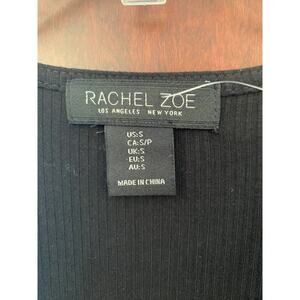 RACHEL ZOE
LOS ANGELES NEW YORK
US:S
CA:S/P
UK:S
EU:S
AU:S
MADE IN CHINA